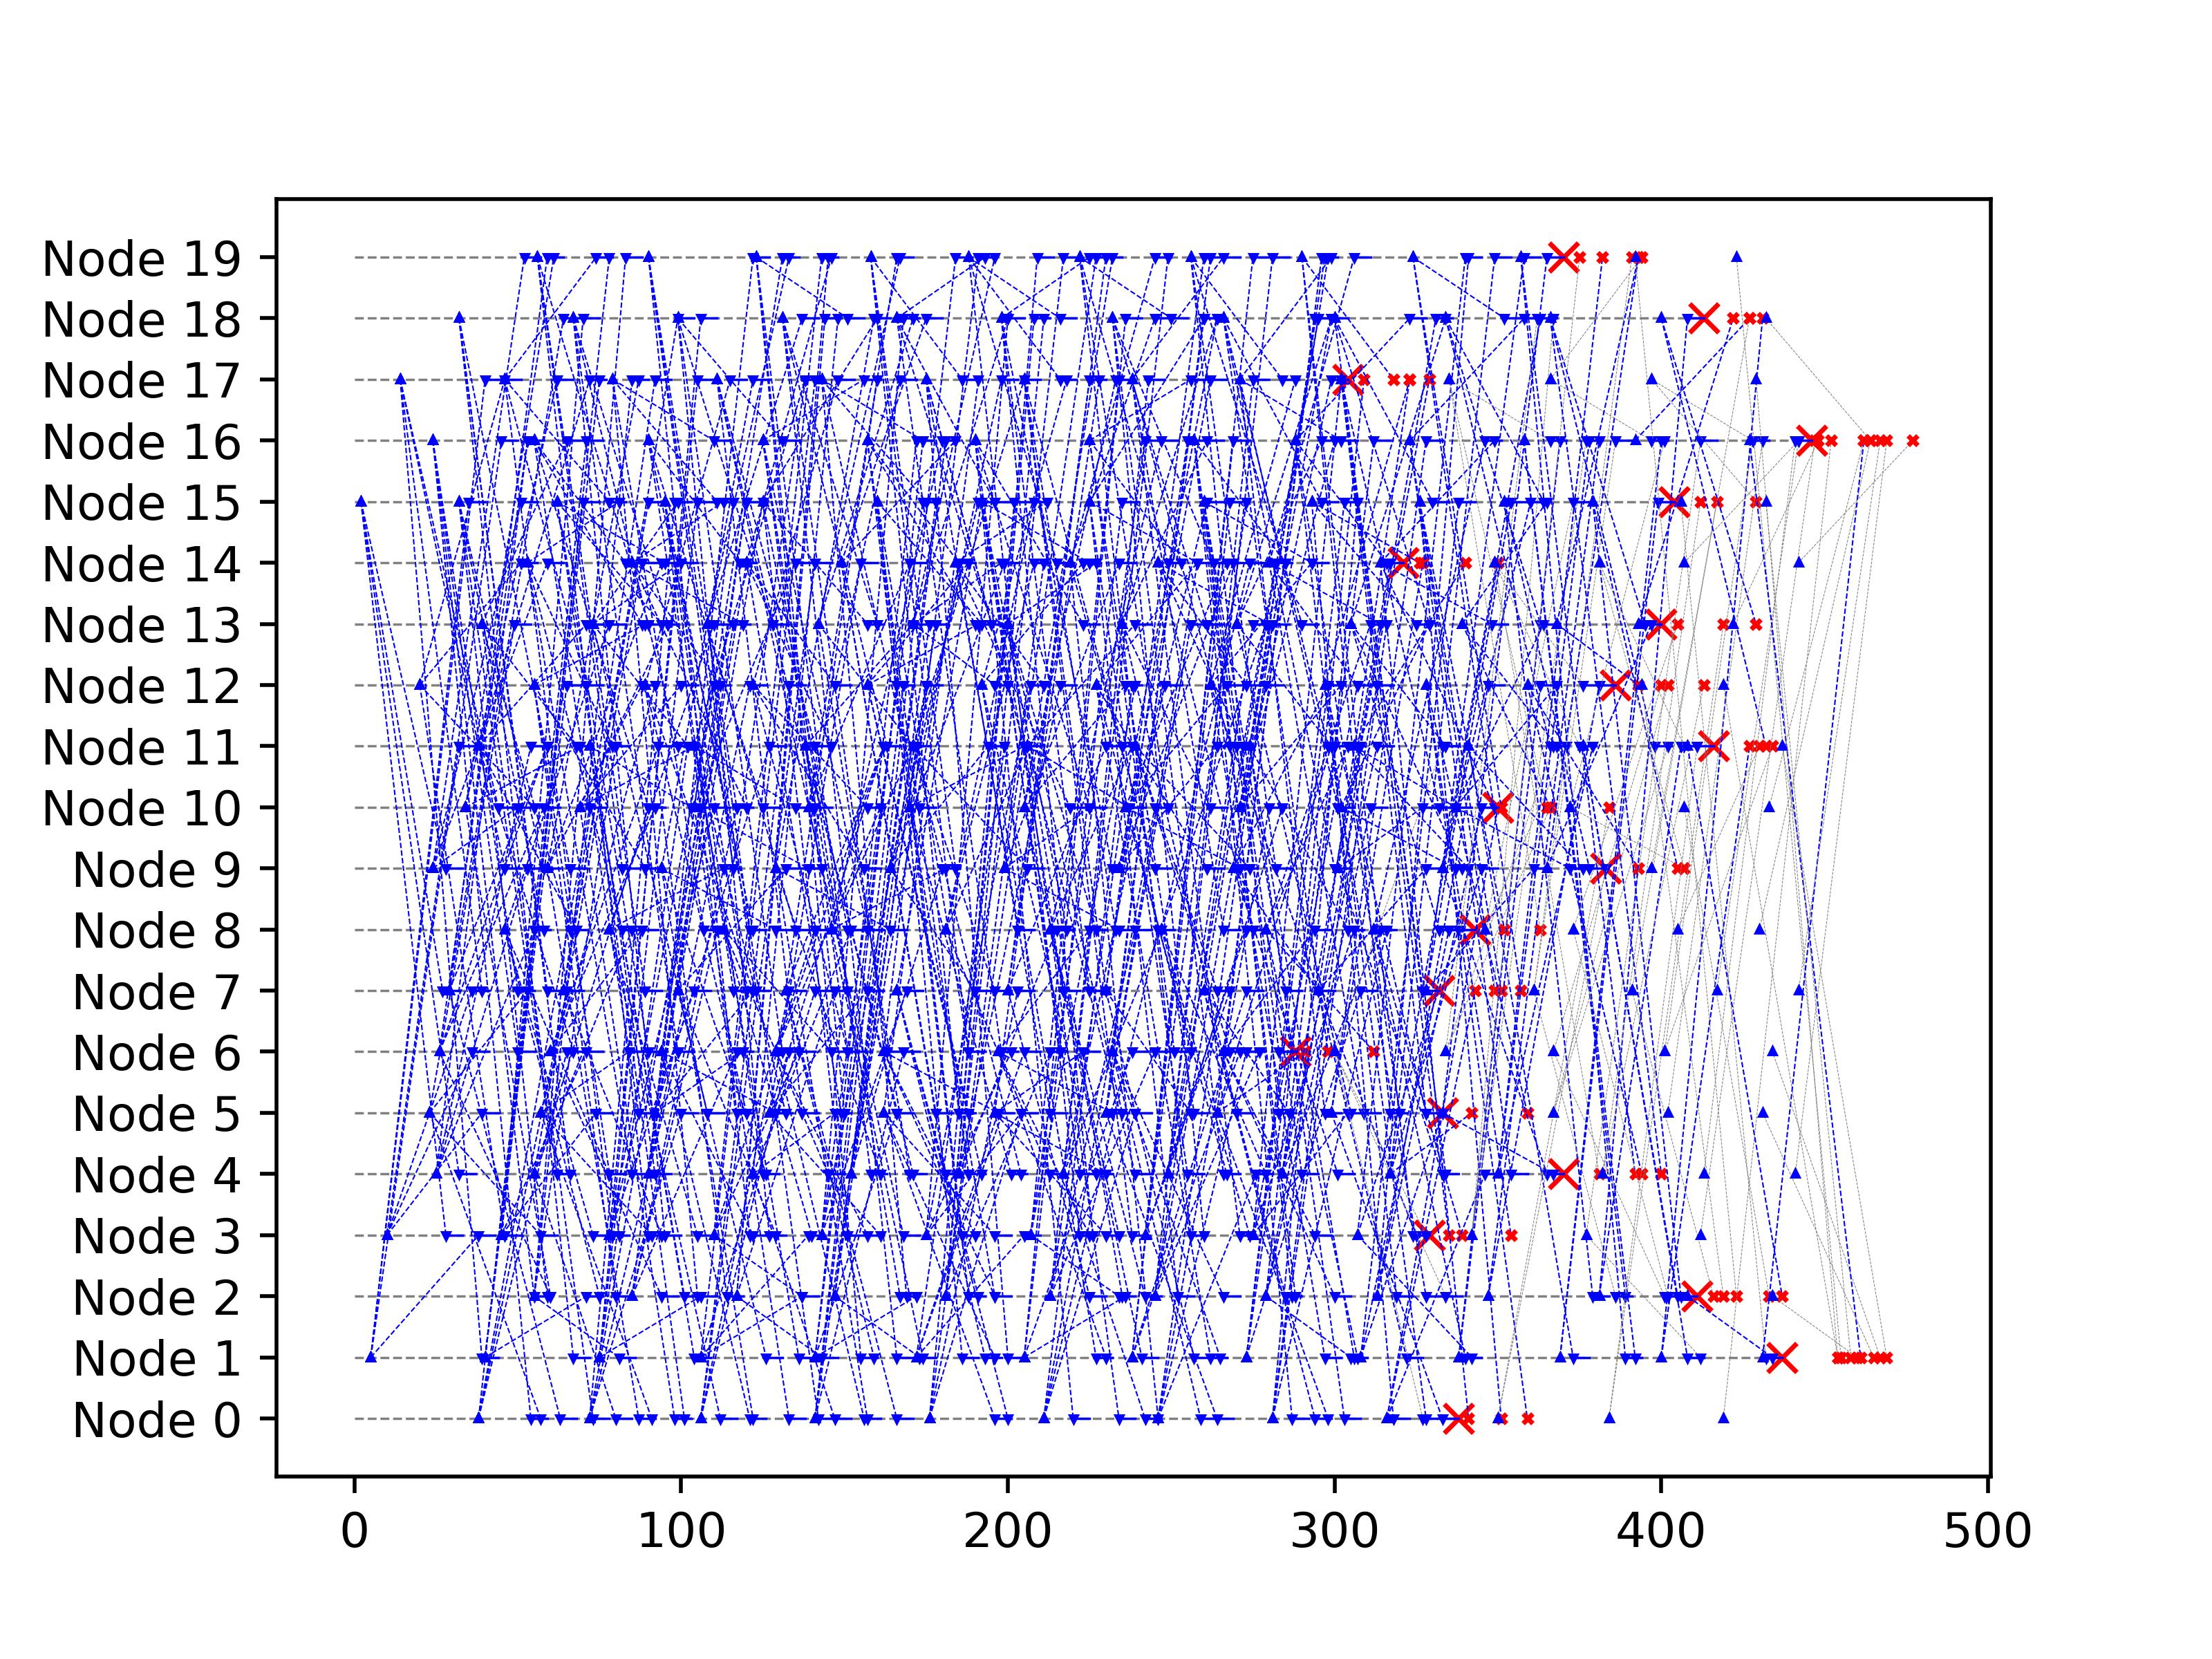 Node 19
Node 18
Node 17
Node 16
Node 15
Node 14
Node 13
Node 12
Node 11
Node 10
Node 9
Node 8
Node 7
Node 6
Node 5
Node 4
Node 3
Node 2
Node 1
Node 0
0 100 200 300 400 500